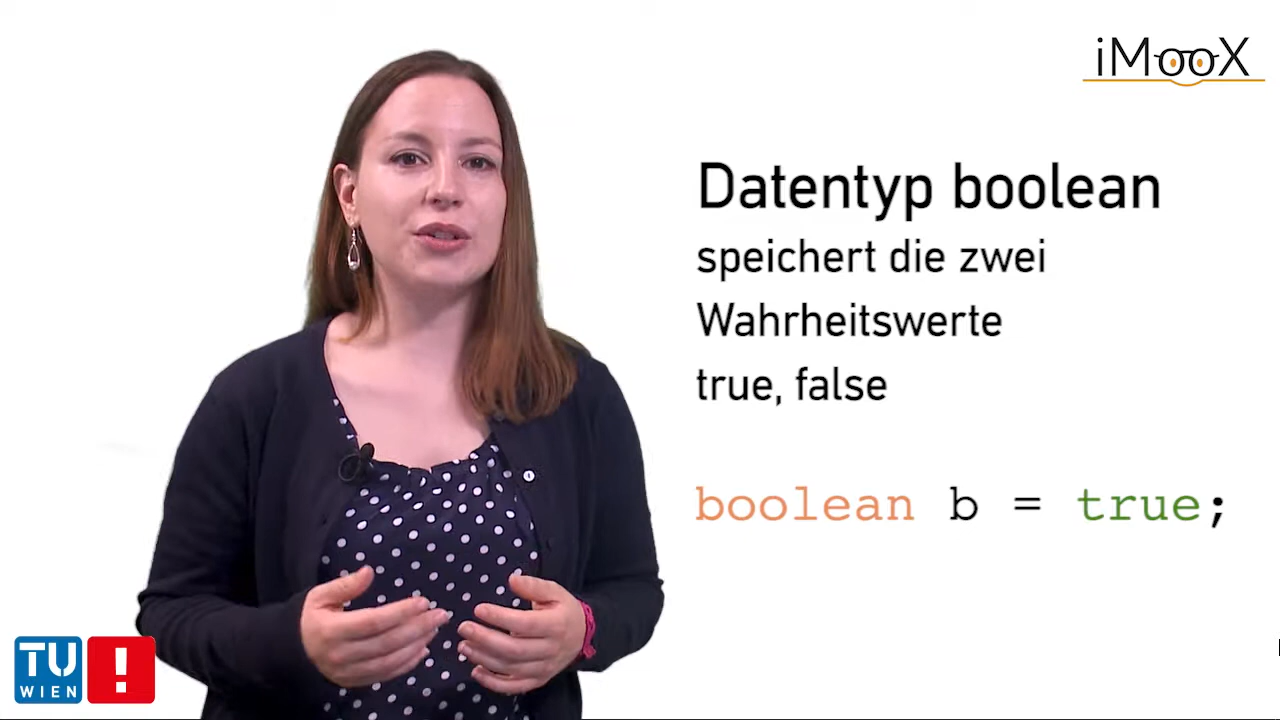 iMooX
Datentyp boolean
speichert die zwei
Wahrheitswerte
true, false
boolean b = true;
TU
WIEN
!